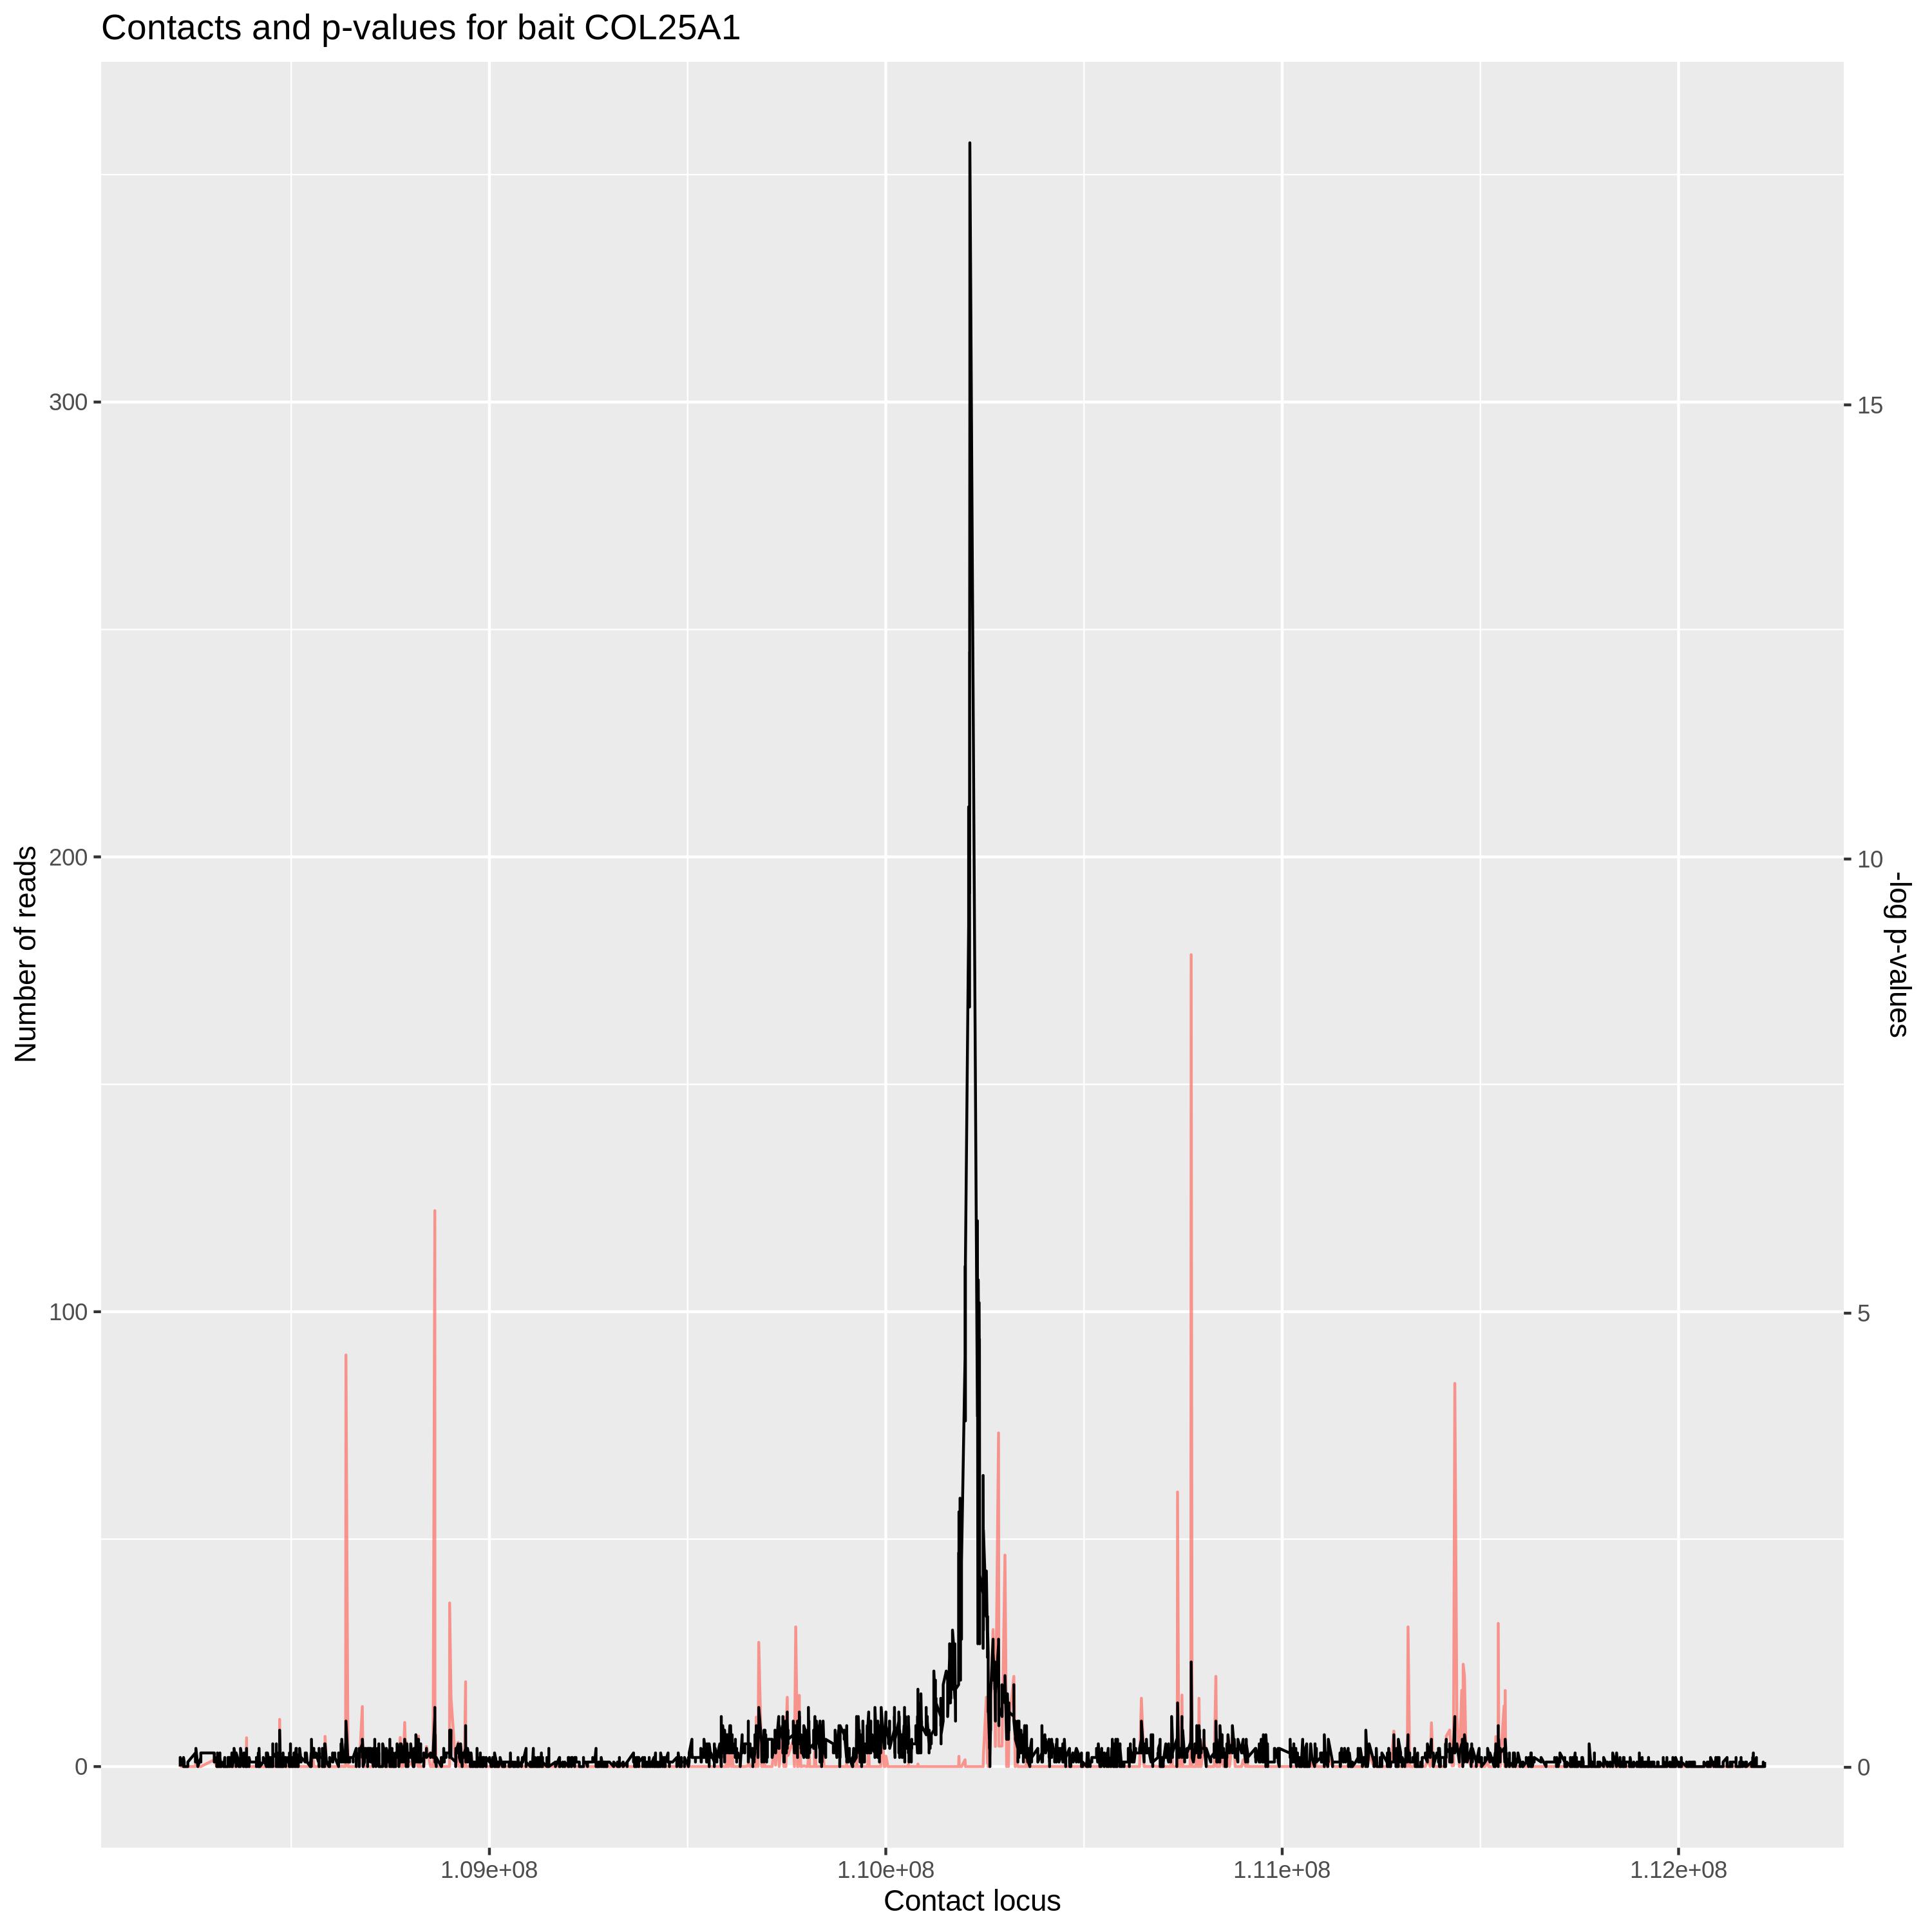 Contacts and p-values for bait COL25A1
Number of reads
300
200
100
0
15
10
5
0
-log p-values
1.09e+08
1.10e+08
1.11e+08
1.12e+08
Contact locus